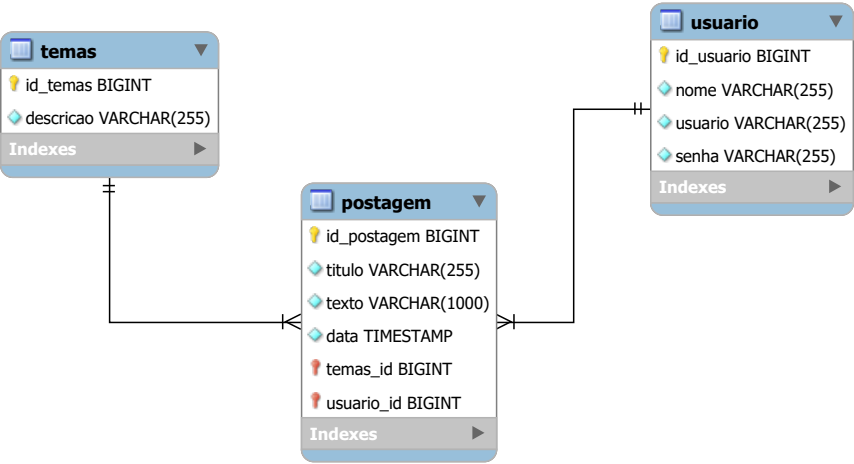 temas
id_temas BIGINT
descricao VARCHAR(255)
Indexes
postagem
id_postagem BIGINT
titulo VARCHAR(255)
texto VARCHAR(1000)
data TIMESTAMP
temas_id BIGINT
usuario_id BIGINT
Indexes
usuario
id_usuario BIGINT
nome VARCHAR(255)
usuario VARCHAR(255)
senha VARCHAR(255)
Indexes